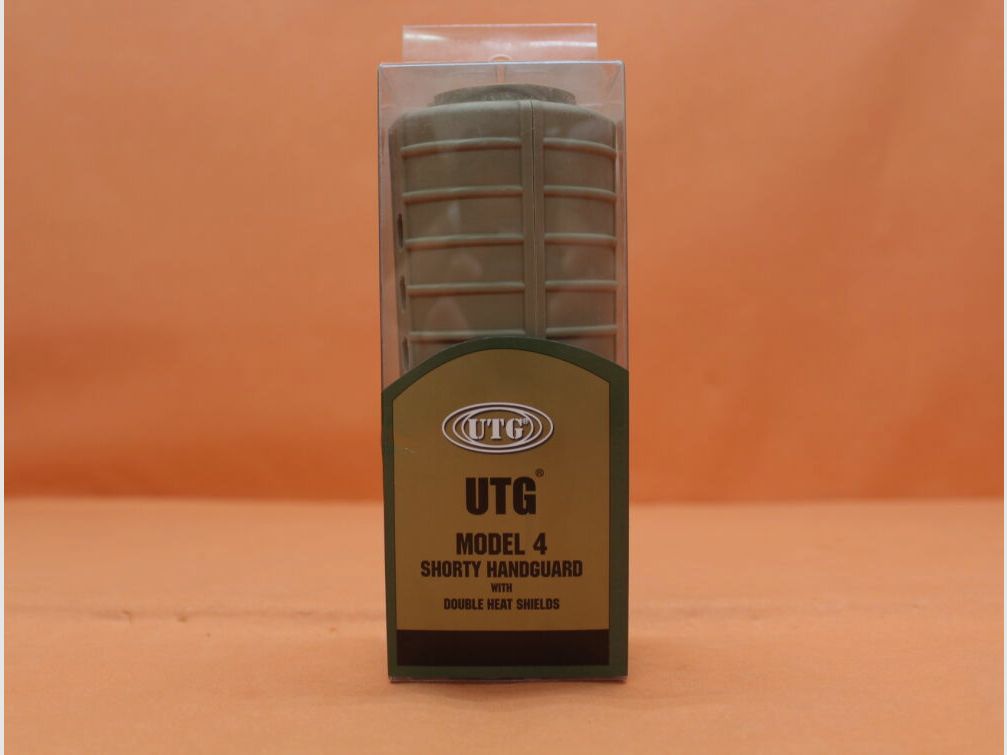 UTG®
UTG®
MODEL 4
SHORTY HANDGUARD
WITH
DOUBLE HEAT SHIELDS